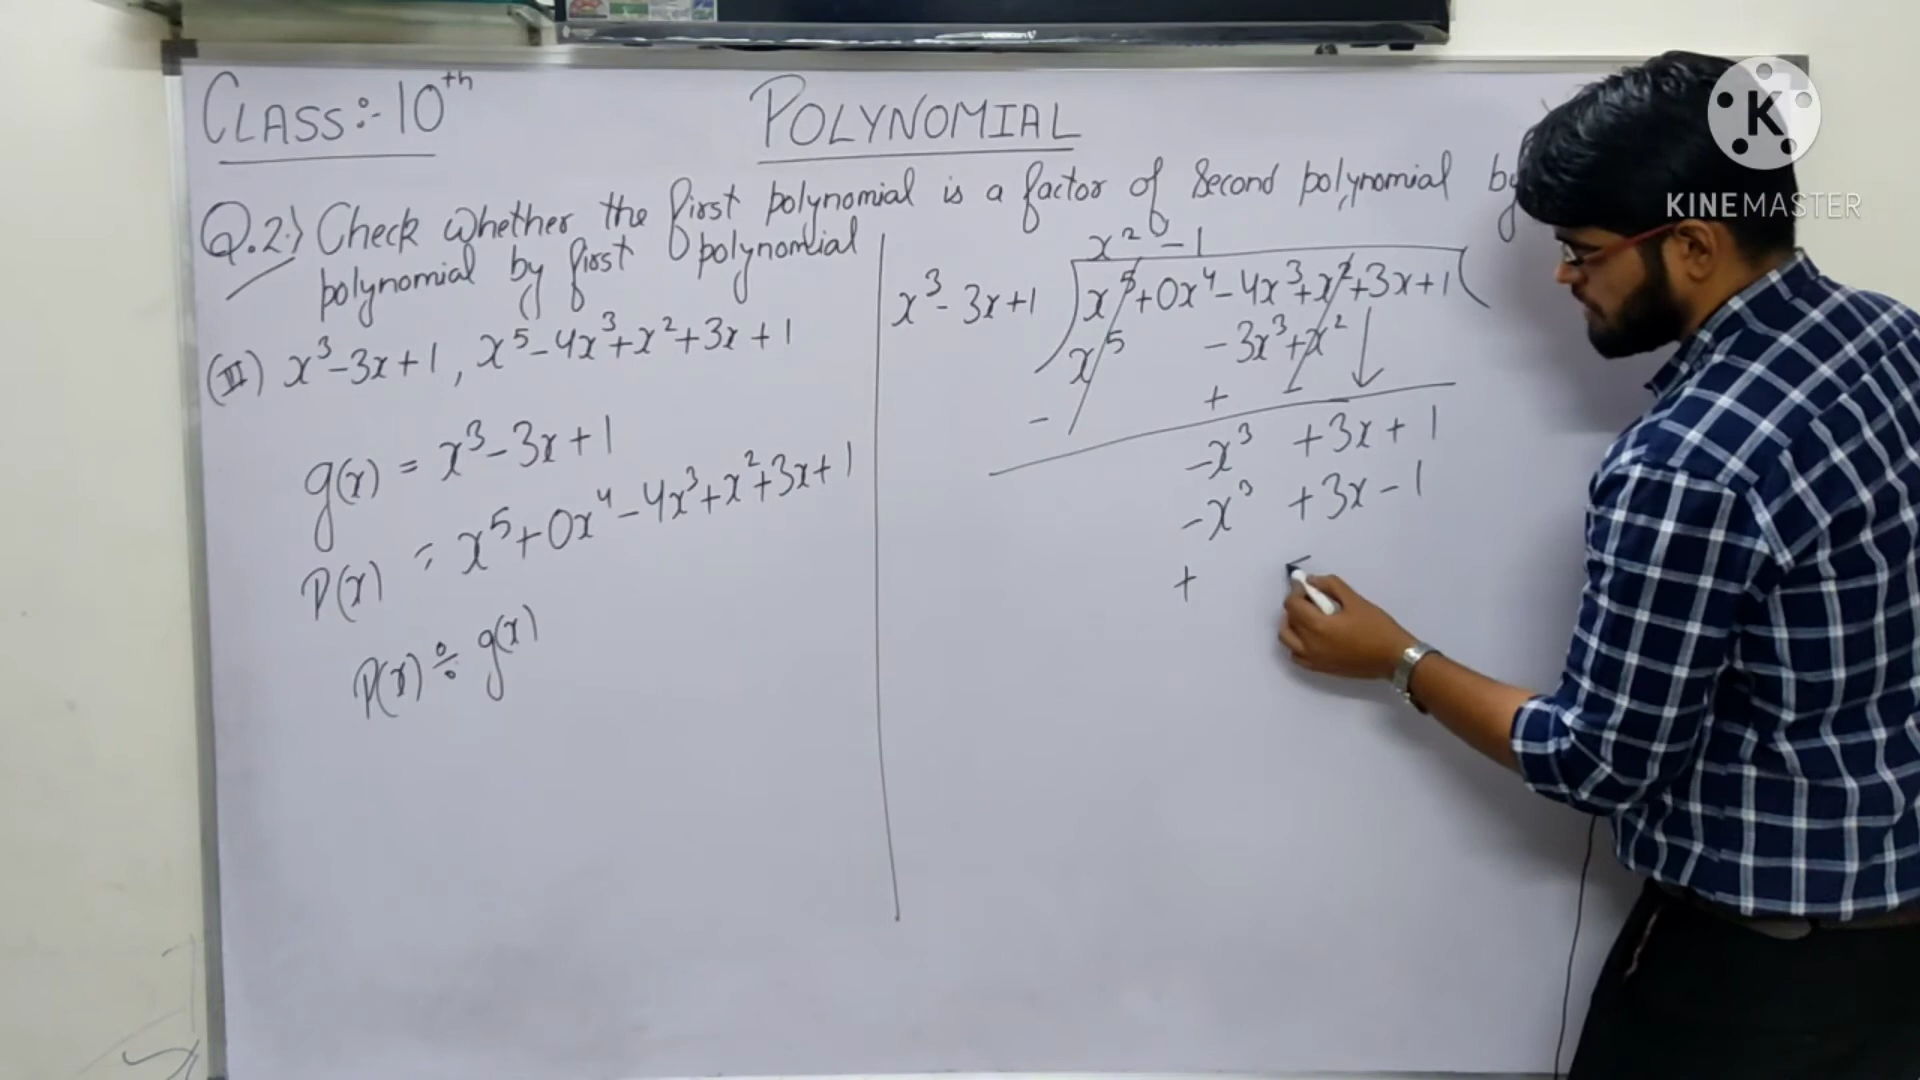 CLASS:- 10th
POLYNOMIAL
Q.2.) Check whether the first polynomial is a factor of Second polynomial by
polynomial by first polynomial
(III) x³-3x+1, x⁵-4x³+x²+3x+1
g(x) = x³-3x+1
P(x) = x⁵+0x⁴-4x³+x²+3x+1
P(x) ÷ g(x)
x²-1
x³-3x+1 ) x⁵+0x⁴-4x³+x²+3x+1 (
x⁵ -3x³+x²
- + -
-x³ +3x+1
-x³ +3x-1
+ -
K
KINEMASTER